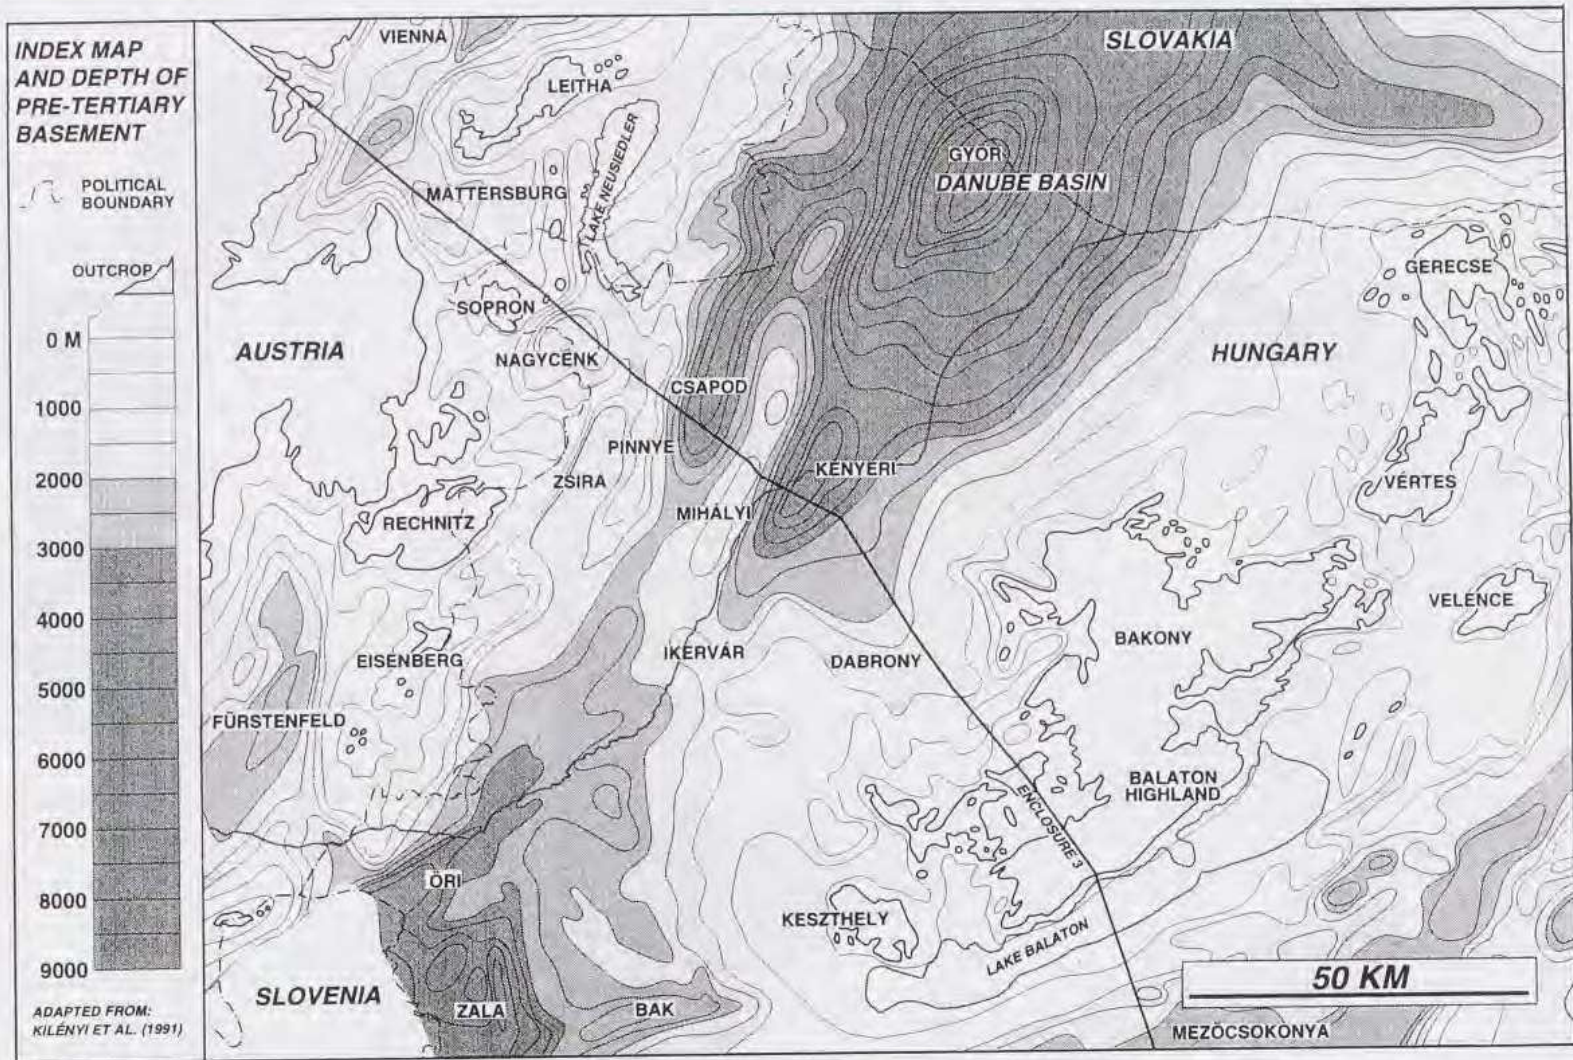 INDEX MAP
AND DEPTH OF
PRE-TERTIARY
BASEMENT
POLITICAL
BOUNDARY
OUTCROP
0 M
1000
2000
3000
4000
5000
6000
7000
8000
9000
ADAPTED FROM:
KILÉNYI ET AL. (1991)
VIENNA
SLOVAKIA
LEITHA
GYÖR
DANUBE BASIN
MATTERSBURG
LAKE NEUSIEDLER
GERECSE
SOPRON
AUSTRIA
NAGYCENK
HUNGARY
CSAPOD
PINNYE
KENYERI
ZSIRA
VÉRTES
MIHÁLYI
RECHNITZ
VELENCE
BAKONY
EISENBERG
IKERVÁR
DABRONY
FÜRSTENFELD
BALATON
HIGHLAND
ENCLOSURE 3
ÖRI
KESZTHELY
LAKE BALATON
50 KM
SLOVENIA
ZALA
BAK
MEZÖCSOKONYA